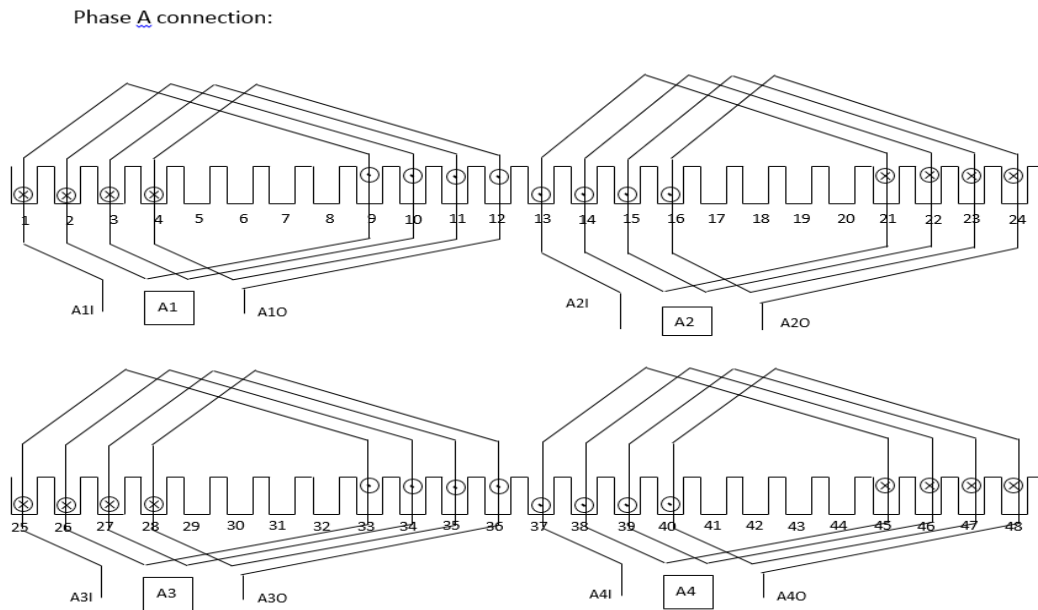 Phase A connection:
1 2 3 4 5 6 7 8 9 10 11 12 13 14 15 16 17 18 19 20 21 22 23 24
A1I A1 A1O A2I A2 A2O
25 26 27 28 29 30 31 32 33 34 35 36 37 38 39 40 41 42 43 44 45 46 47 48
A3I A3 A3O A4I A4 A4O